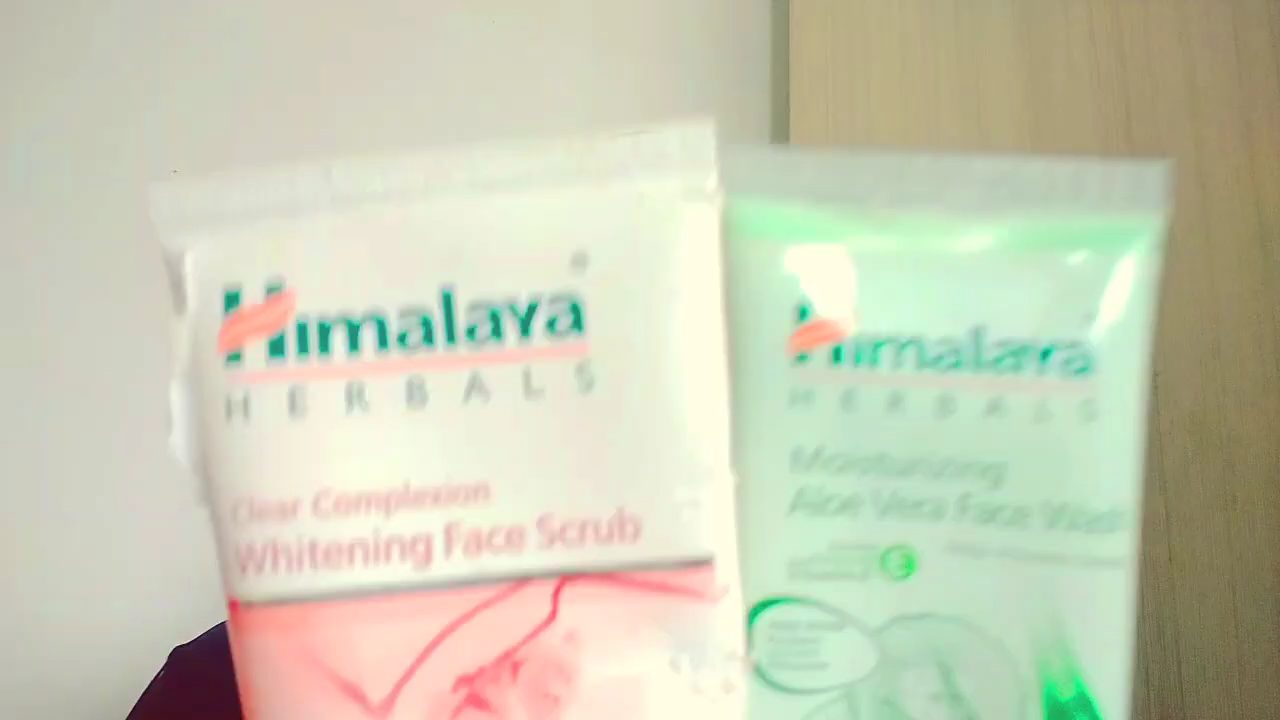 Himalaya
HERBALS
Clear Complexion
Whitening Face Scrub
Himalaya
HERBALS
Moisturizing
Aloe Vera Face Wash